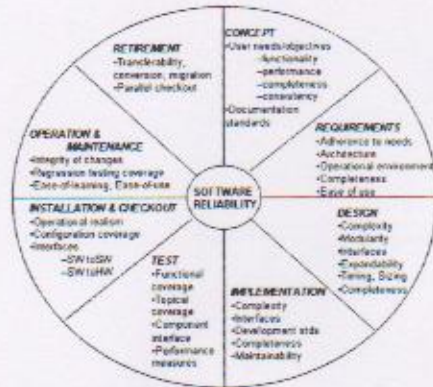 CONCEPT
•User needs/objectives
–functionality
–performance
–completeness
–consistency
•Documentation
standards
REQUIREMENTS
•Adherence to needs
•Architecture
•Operational environment
•Completeness
•Ease of use
DESIGN
•Complexity
•Modularity
•Interfaces
•Expandability
•Timing, Sizing
•Completeness
IMPLEMENTATION
•Complexity
•Interfaces
•Development stds
•Completeness
•Maintainability
TEST
•Functional
coverage
•Topical
coverage
•Component
interface
•Performance
measures
INSTALLATION & CHECKOUT
•Operational realism
•Configuration coverage
•Interfaces
–SW to SW
–SW to HW
OPERATION &
MAINTENANCE
•Integrity of changes
•Regression testing coverage
•Ease-of-learning, Ease-of-use
RETIREMENT
•Transferability,
conversion, migration
•Parallel checkout
SOFTWARE
RELIABILITY